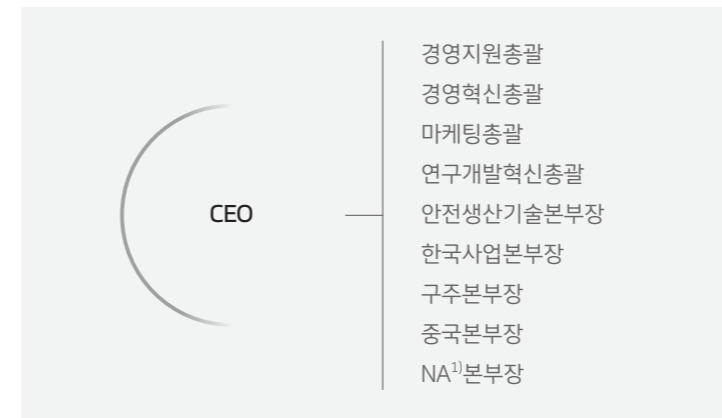 CEO
경영지원총괄
경영혁신총괄
마케팅총괄
연구개발혁신총괄
안전생산기술본부장
한국사업본부장
구주본부장
중국본부장
NA1)본부장